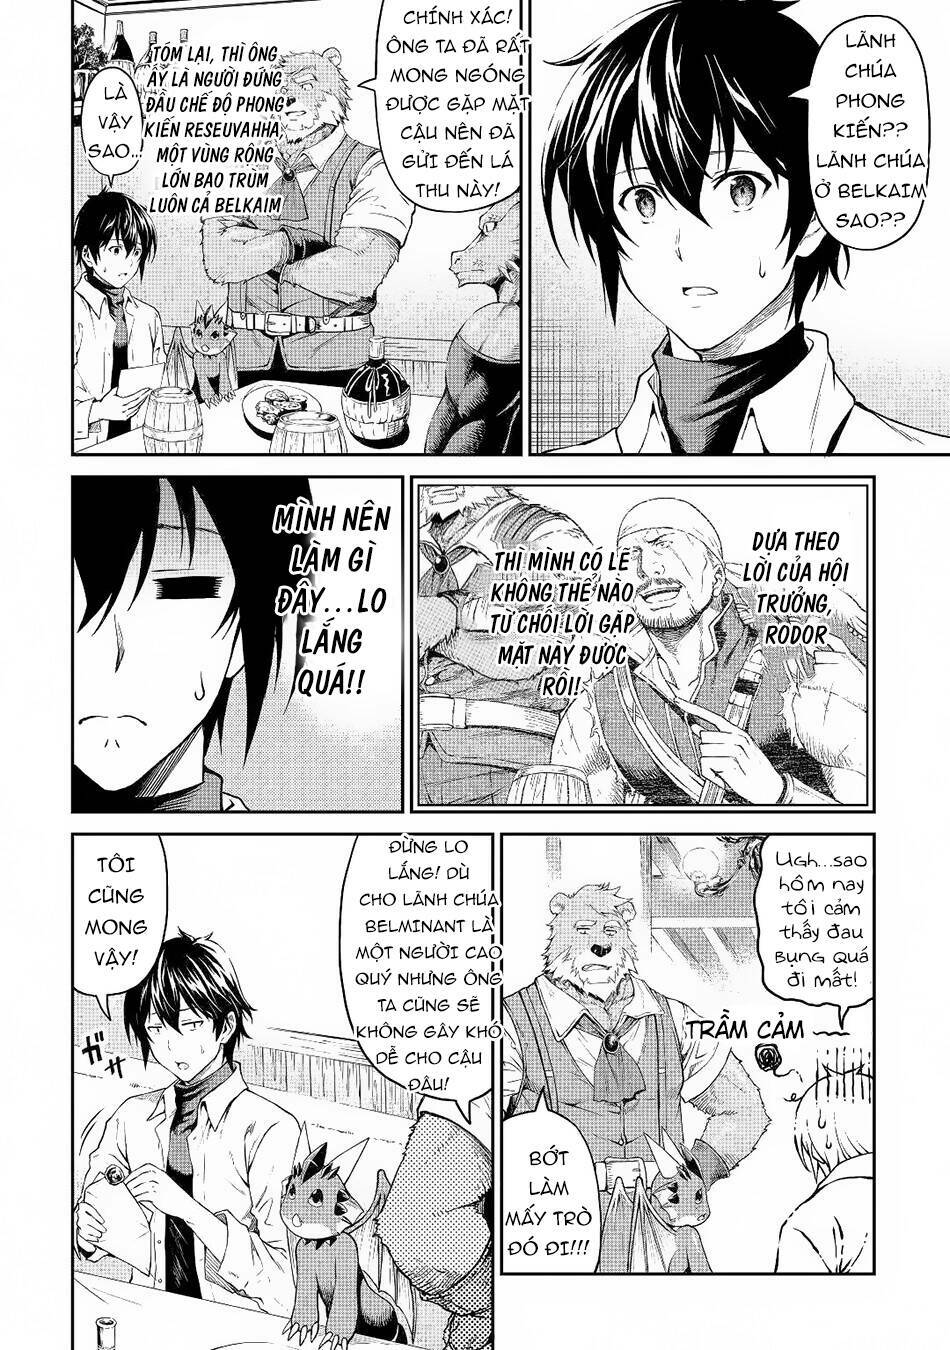 LÃNH
CHÚA
PHONG
KIẾN??
LÃNH CHÚA
Ở BELKAIM
SAO??
CHÍNH XÁC!
ÔNG TA ĐÃ RẤT
MONG NGÓNG
ĐƯỢC GẶP MẶT
CẬU NÊN ĐÃ
GỬI ĐẾN LÁ
THU NÀY!
TÓM LẠI, THÌ ÔNG
ẤY LÀ NGƯỜI ĐỨNG
ĐẦU CHẾ ĐỘ PHONG
KIẾN RESEUVAHHA
MỘT VÙNG RỘNG
LỚN BAO TRÙM
LUÔN CẢ BELKAIM
LÀ
VẬY
SAO...
DỰA THEO
LỜI CỦA HỘI
TRƯỞNG,
RODOR
THÌ MÌNH CÓ LẼ
KHÔNG THỂ NÀO
TỪ CHỐI LỜI GẶP
MẶT NÀY ĐƯỢC
RỒI!
MÌNH NÊN
LÀM GÌ
ĐÂY...LO
LẮNG
QUÁ!!
UGH...SAO
HÔM NAY
TÔI CẢM
THẤY ĐAU
BỤNG QUÁ
ĐI MẤT!
TRẦM CẢM
BỚT
LÀM
MẤY TRÒ
ĐÓ ĐI!!!
ĐỪNG LO
LẮNG! DÙ
CHO LÃNH CHÚA
BELMINANT LÀ
MỘT NGƯỜI CAO
QUÝ NHƯNG ÔNG
TA CŨNG SẼ
KHÔNG GÂY KHÓ
DỄ CHO CẬU
ĐÂU!
TÔI
CŨNG
MONG
VẬY!
ガサ